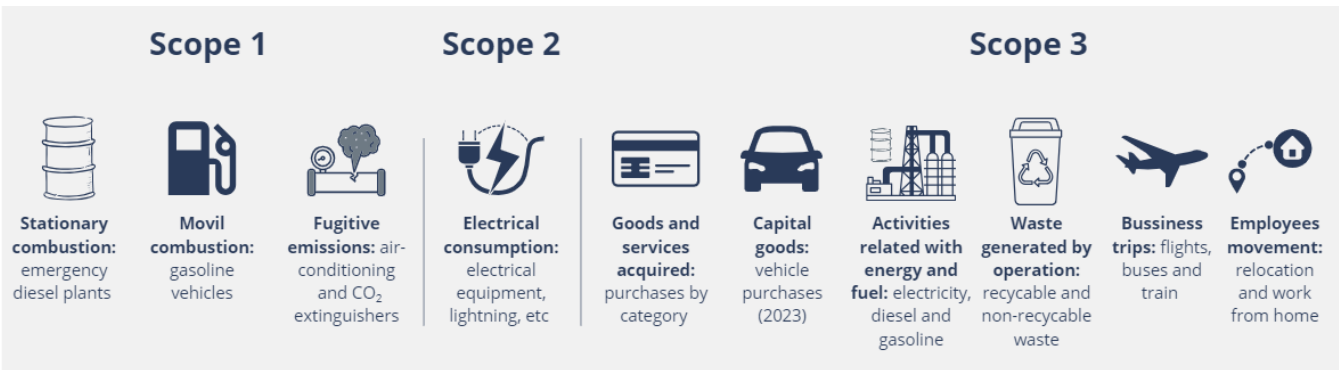 Scope 1
Scope 2
Scope 3
Stationary
combustion:
emergency
diesel plants
Movil
combustion:
gasoline
vehicles
Fugitive
emissions: air-
conditioning
and CO₂
extinguishers
Electrical
consumption:
electrical
equipment,
lightning, etc
Goods and
services
acquired:
purchases by
category
Capital
goods:
vehicle
purchases
(2023)
Activities
related with
energy and
fuel: electricity,
diesel and
gasoline
Waste
generated by
operation:
recycable and
non-recycable
waste
Bussiness
trips: flights,
buses and
train
Employees
movement:
relocation
and work
from home